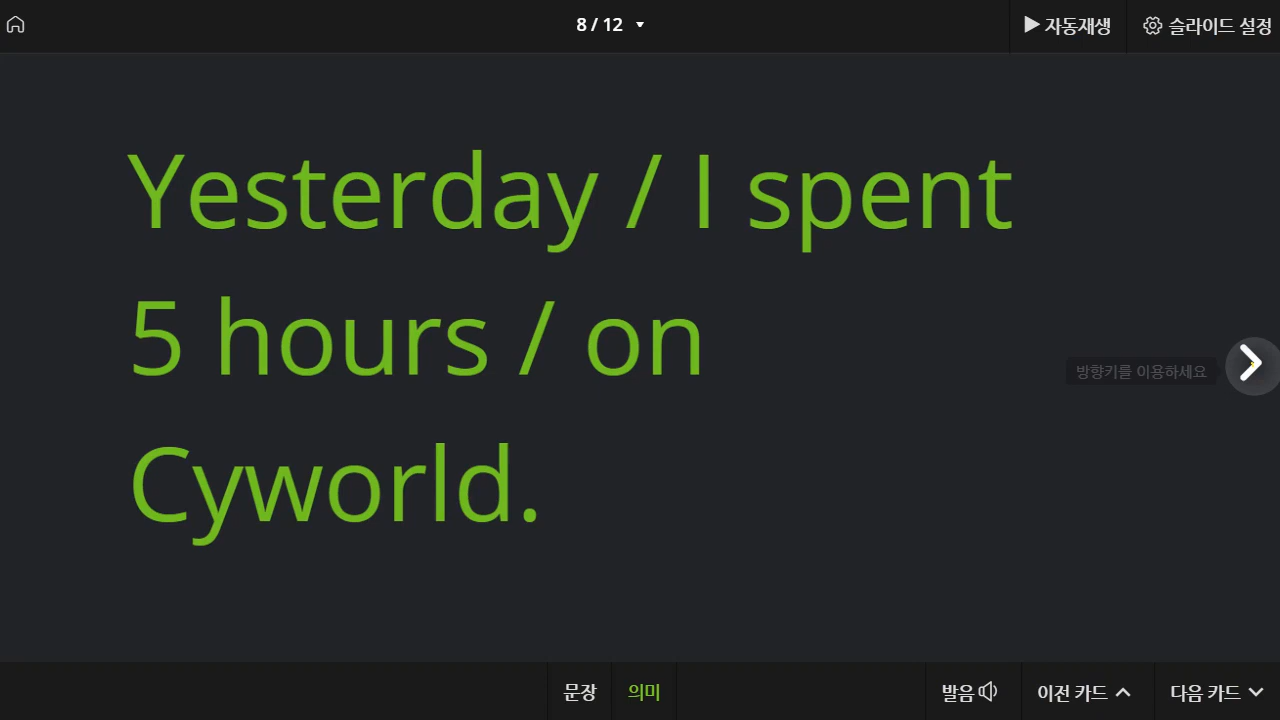 8 / 12
자동재생
슬라이드 설정
Yesterday / I spent
5 hours / on
Cyworld.
방향키를 이용하세요
문장 의미
발음 이전 카드 다음 카드